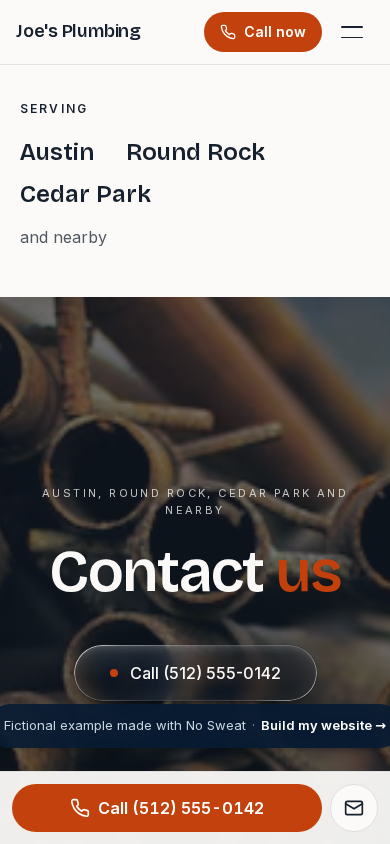 Joe's Plumbing
Call now
SERVING
Austin Round Rock
Cedar Park
and nearby
AUSTIN, ROUND ROCK, CEDAR PARK AND
NEARBY
Contact us
Call (512) 555-0142
Fictional example made with No Sweat · Build my website →
Call (512) 555-0142